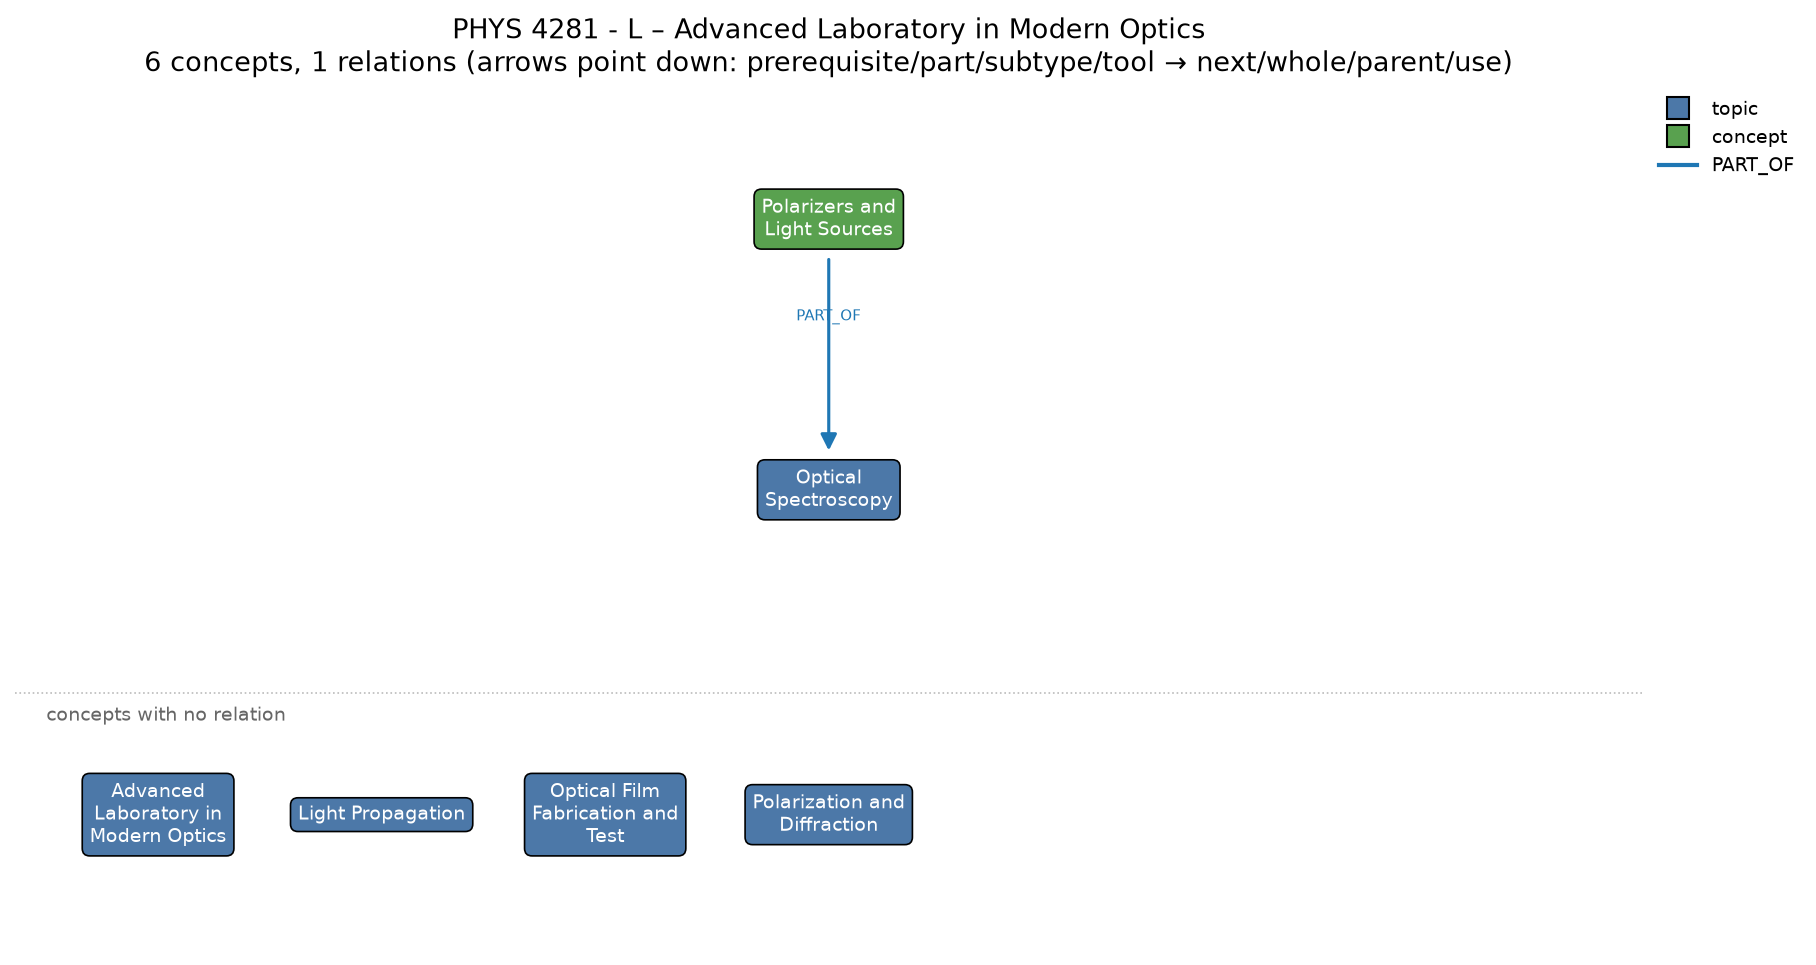 PHYS 4281 - L – Advanced Laboratory in Modern Optics
6 concepts, 1 relations (arrows point down: prerequisite/part/subtype/tool → next/whole/parent/use)
topic
concept
PART_OF
Polarizers and
Light Sources
PART_OF
Optical
Spectroscopy
concepts with no relation
Advanced
Laboratory in
Modern Optics
Light Propagation
Optical Film
Fabrication and
Test
Polarization and
Diffraction